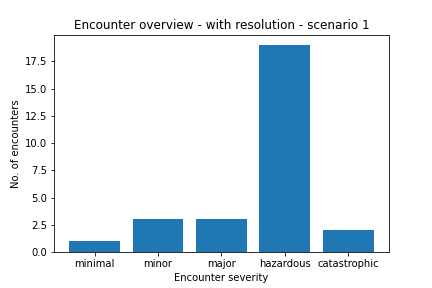 Encounter overview - with resolution - scenario 1
No. of encounters
17.5
15.0
12.5
10.0
7.5
5.0
2.5
0.0
minimal minor major hazardous catastrophic
Encounter severity